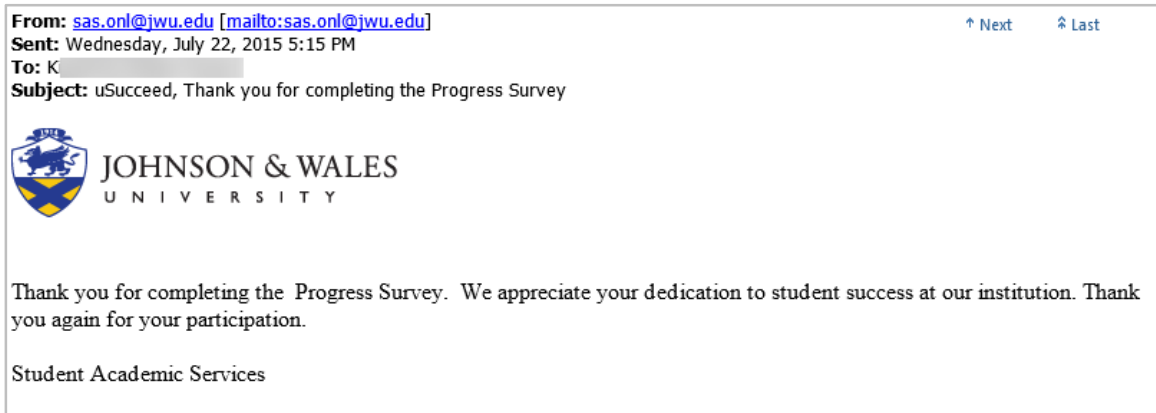 From: sas.onl@jwu.edu [mailto:sas.onl@jwu.edu]
Next Last
Sent: Wednesday, July 22, 2015 5:15 PM
To: K
Subject: uSucceed, Thank you for completing the Progress Survey
1914
JOHNSON & WALES
UNIVERSITY
Thank you for completing the  Progress Survey.  We appreciate your dedication to student success at our institution. Thank
you again for your participation.
Student Academic Services